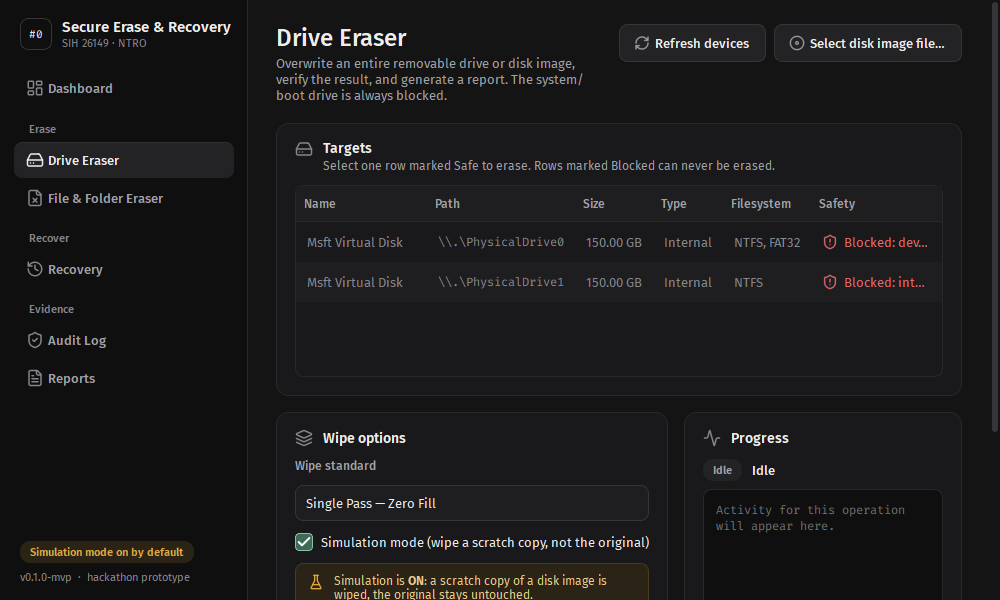 #0
Secure Erase & Recovery
SIH 26149 · NTRO
Dashboard
Erase
Drive Eraser
File & Folder Eraser
Recover
Recovery
Evidence
Audit Log
Reports
Simulation mode on by default
v0.1.0-mvp · hackathon prototype
Drive Eraser
Overwrite an entire removable drive or disk image,
verify the result, and generate a report. The system/
boot drive is always blocked.
Refresh devices
Select disk image file...
Targets
Select one row marked Safe to erase. Rows marked Blocked can never be erased.
Name Path Size Type Filesystem Safety
Msft Virtual Disk \\.\PhysicalDrive0 150.00 GB Internal NTFS, FAT32 Blocked: dev...
Msft Virtual Disk \\.\PhysicalDrive1 150.00 GB Internal NTFS Blocked: int...
Wipe options
Wipe standard
Single Pass — Zero Fill
Simulation mode (wipe a scratch copy, not the original)
Simulation is ON: a scratch copy of a disk image is
wiped, the original stays untouched.
Progress
Idle Idle
Activity for this operation
will appear here.